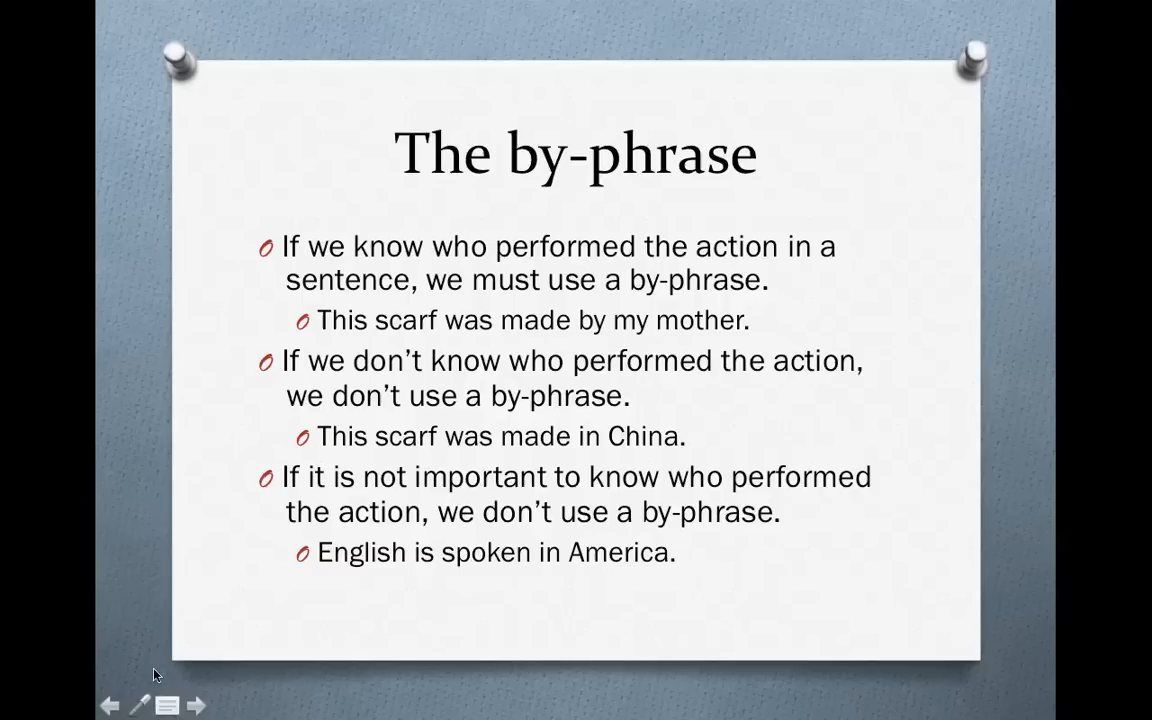 The by-phrase
If we know who performed the action in a
sentence, we must use a by-phrase.
This scarf was made by my mother.
If we don’t know who performed the action,
we don’t use a by-phrase.
This scarf was made in China.
If it is not important to know who performed
the action, we don’t use a by-phrase.
English is spoken in America.